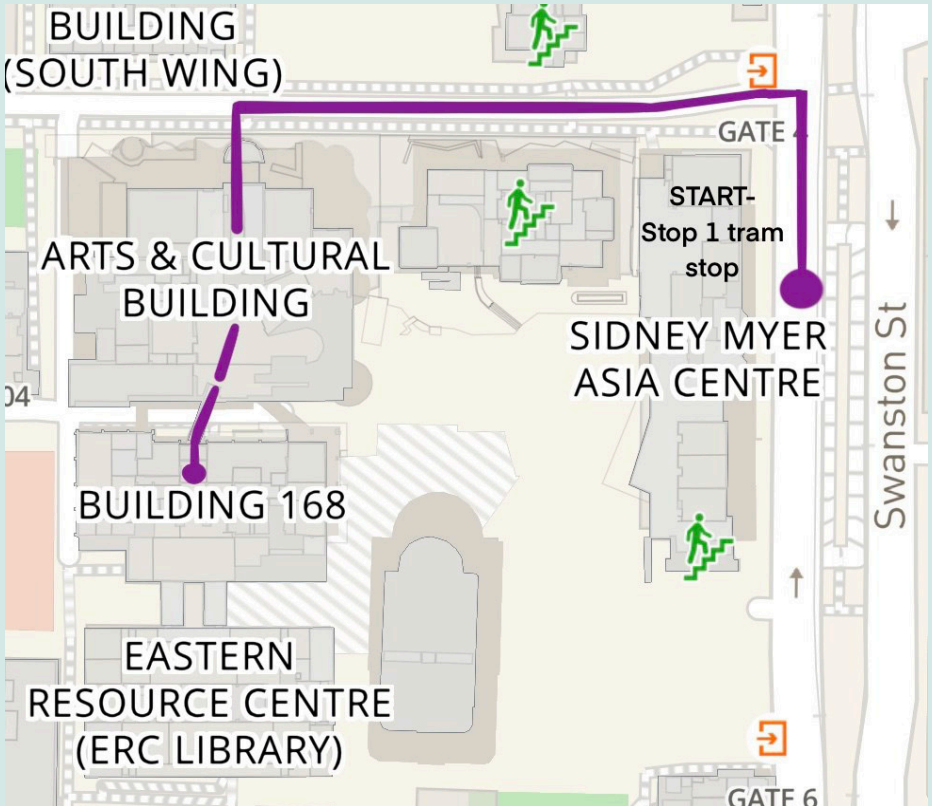 BUILDING
(SOUTH WING)
GATE 4
START-
Stop 1 tram
stop
ARTS & CULTURAL
BUILDING
SIDNEY MYER
ASIA CENTRE
Swanston St
04
BUILDING 168
EASTERN
RESOURCE CENTRE
(ERC LIBRARY)
GATE 6